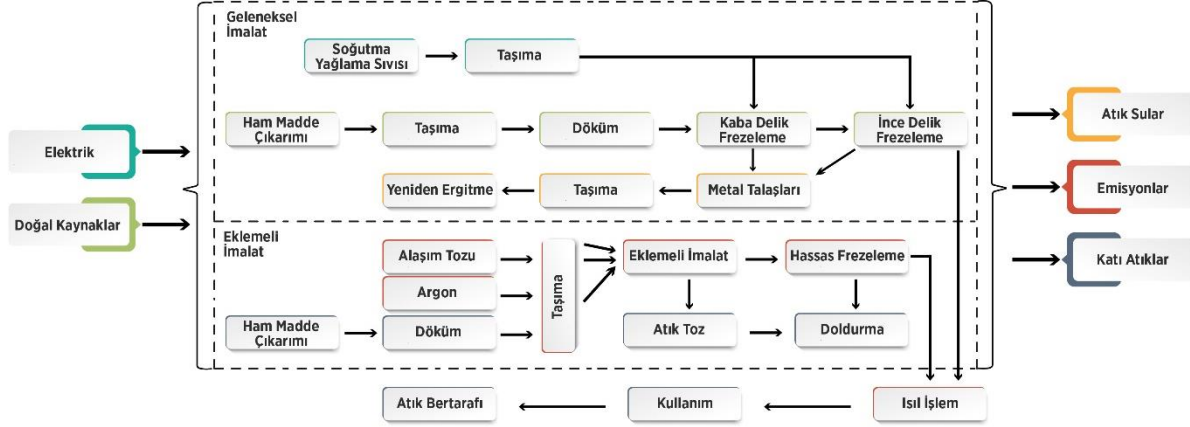 Geleneksel
İmalat
Soğutma
Yağlama Sıvısı
Taşıma
Ham Madde
Çıkarımı
Taşıma
Döküm
Kaba Delik
Frezeleme
İnce Delik
Frezeleme
Yeniden Ergitme
Taşıma
Metal Talaşları
Elektrik
Doğal Kaynaklar
Atık Sular
Emisyonlar
Katı Atıklar
Eklemeli
İmalat
Alaşım Tozu
Argon
Ham Madde
Çıkarımı
Döküm
Taşıma
Eklemeli İmalat
Hassas Frezeleme
Atık Toz
Doldurma
Atık Bertarafı
Kullanım
Isıl İşlem